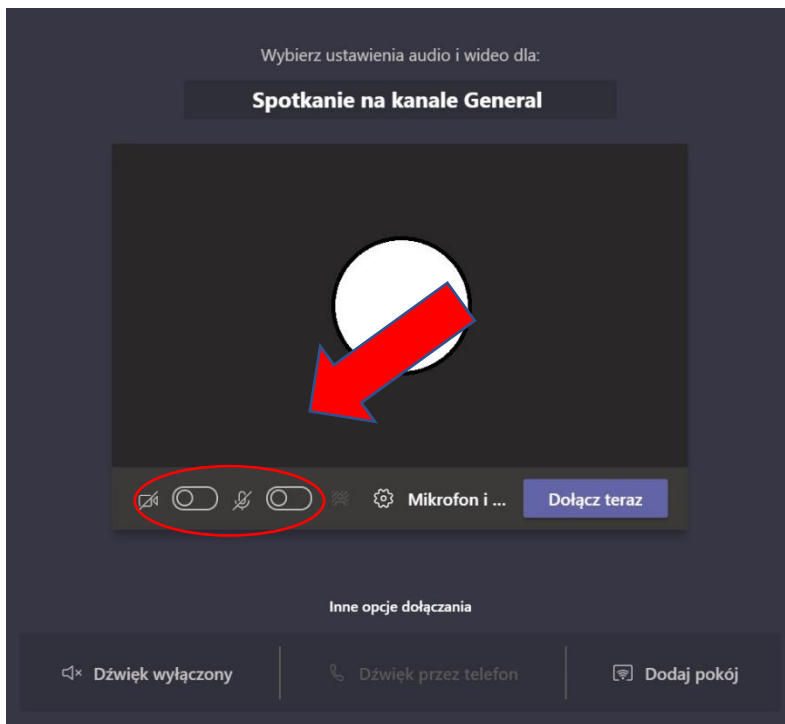 Wybierz ustawienia audio i wideo dla:
Spotkanie na kanale General
Mikrofon i ...
Dołącz teraz
Inne opcje dołączania
Dźwięk wyłączony
Dźwięk przez telefon
Dodaj pokój